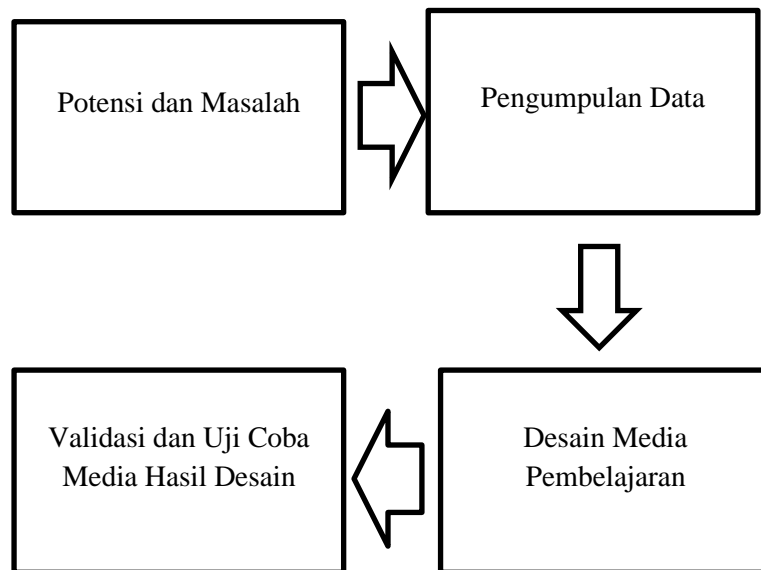 Potensi dan Masalah
Pengumpulan Data
Desain Media
Pembelajaran
Validasi dan Uji Coba
Media Hasil Desain